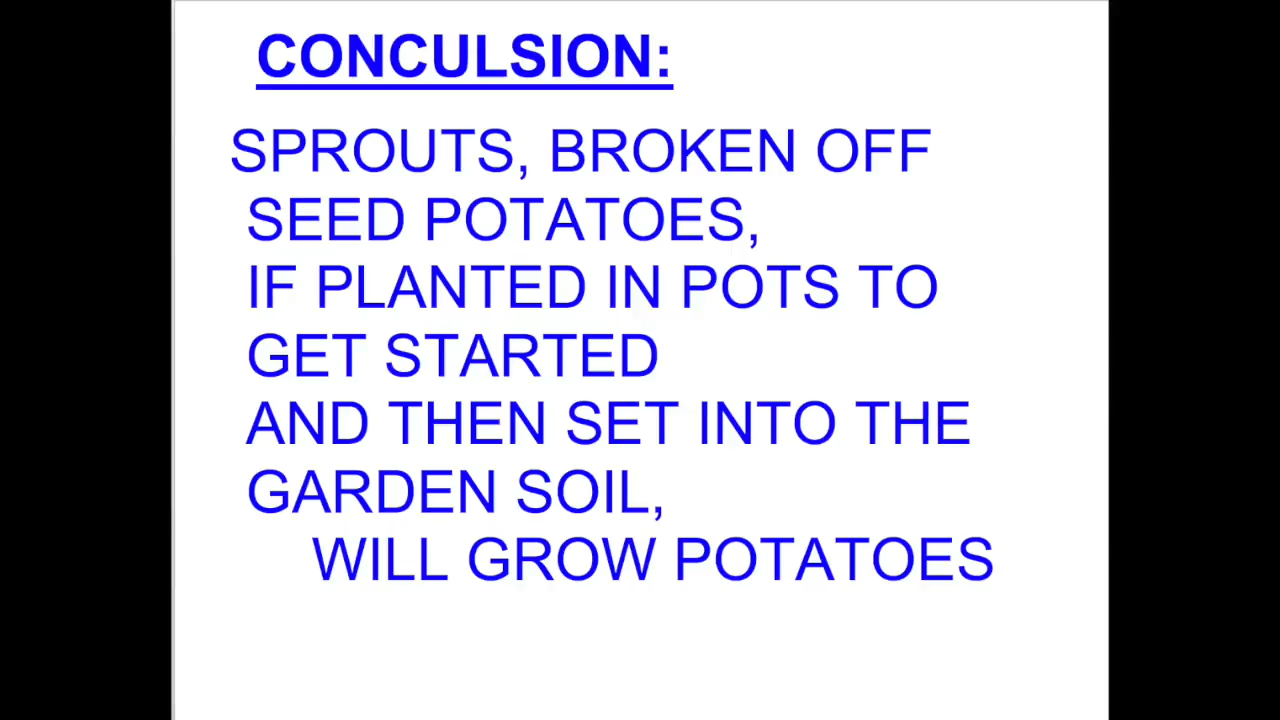 CONCULSION:
SPROUTS, BROKEN OFF
SEED POTATOES,
IF PLANTED IN POTS TO
GET STARTED
AND THEN SET INTO THE
GARDEN SOIL,
WILL GROW POTATOES